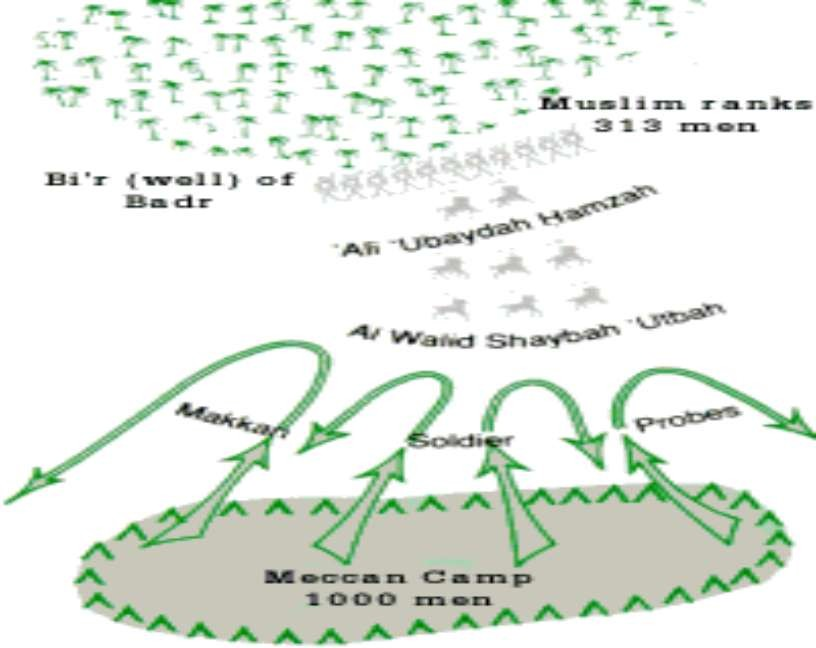 Muslim ranks
313 men
Bi'r (well) of
Badr
'Ali 'Ubaydah Hamzah
Al Walid Shaybah 'Utbah
Makkan Soldier Probes
Meccan Camp
1000 men